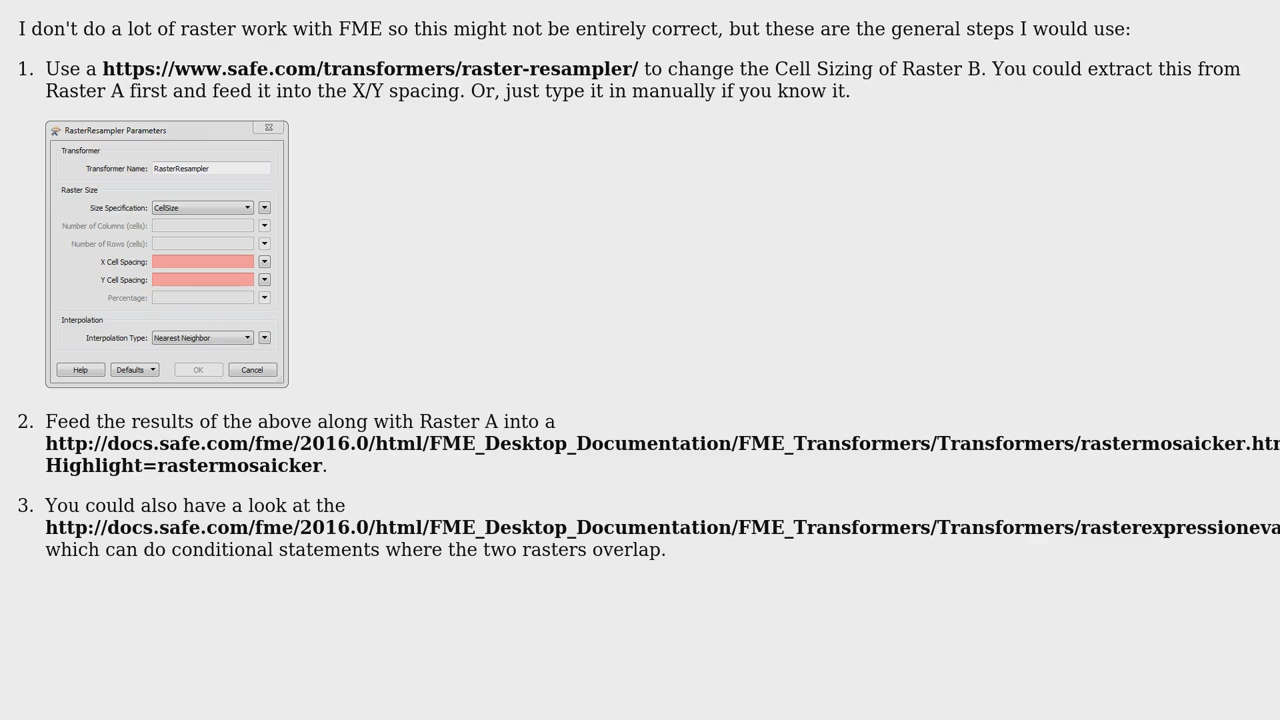 I don't do a lot of raster work with FME so this might not be entirely correct, but these are the general steps I would use:
1. Use a https://www.safe.com/transformers/raster-resampler/ to change the Cell Sizing of Raster B. You could extract this from
Raster A first and feed it into the X/Y spacing. Or, just type it in manually if you know it.
RasterResampler Parameters
Transformer
Transformer Name: RasterResampler
Raster Size
Size Specification: CellSize
Number of Columns (cells):
Number of Rows (cells):
X Cell Spacing:
Y Cell Spacing:
Percentage:
Interpolation
Interpolation Type: Nearest Neighbor
Help Defaults OK Cancel
2. Feed the results of the above along with Raster A into a
http://docs.safe.com/fme/2016.0/html/FME_Desktop_Documentation/FME_Transformers/Transformers/rastermosaicker.htm
Highlight=rastermosaicker.
3. You could also have a look at the
http://docs.safe.com/fme/2016.0/html/FME_Desktop_Documentation/FME_Transformers/Transformers/rasterexpressioneva
which can do conditional statements where the two rasters overlap.